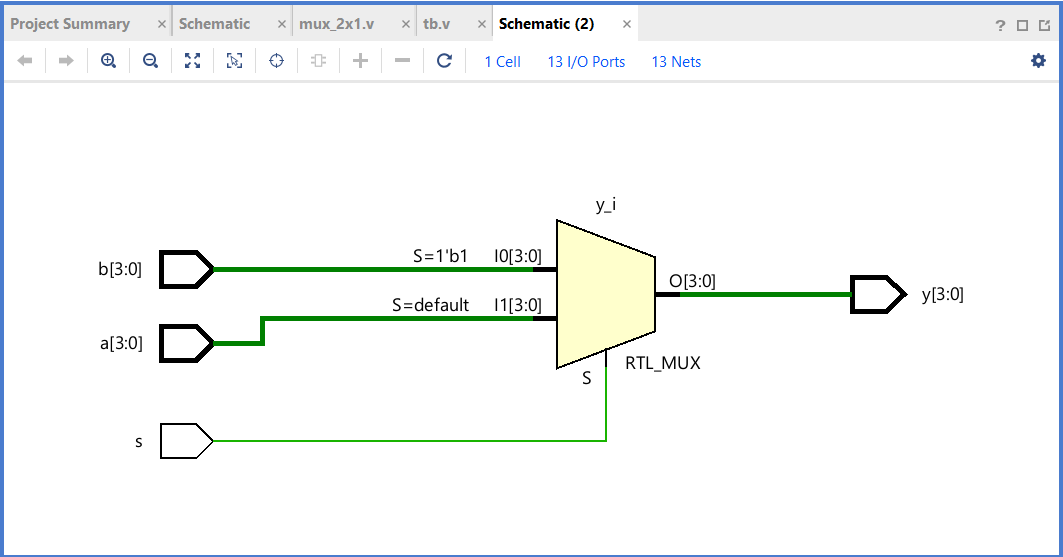 Project Summary × Schematic × mux_2x1.v × tb.v × Schematic (2) × ?
1 Cell 13 I/O Ports 13 Nets
y_i
b[3:0] S=1'b1 I0[3:0]
O[3:0] y[3:0]
S=default I1[3:0]
a[3:0]
RTL_MUX
S
s